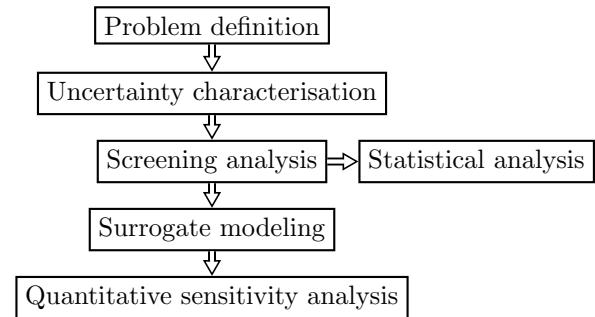 Problem definition
Uncertainty characterisation
Screening analysis
Statistical analysis
Surrogate modeling
Quantitative sensitivity analysis